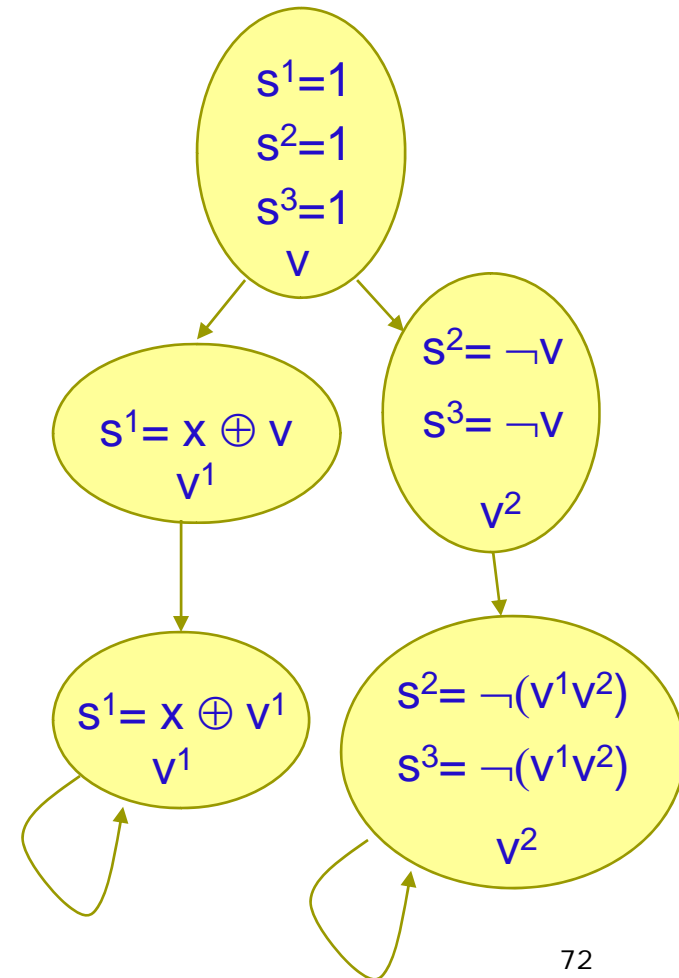 s¹=1
s²=1
s³=1
v
s¹= x ⊕ v
v¹
s²= ¬v
s³= ¬v
v²
s¹= x ⊕ v¹
v¹
s²= ¬(v¹v²)
s³= ¬(v¹v²)
v²
72